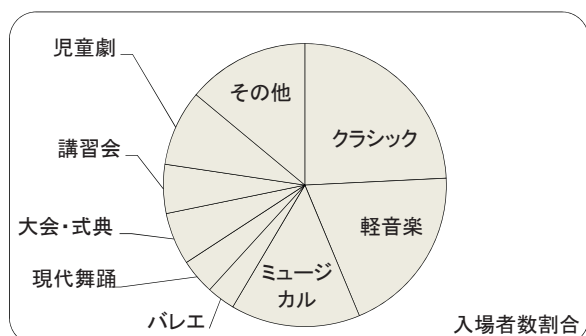 児童劇
その他
講習会
クラシック
大会・式典
軽音楽
現代舞踊
ミュージ
カル
バレエ
入場者数割合